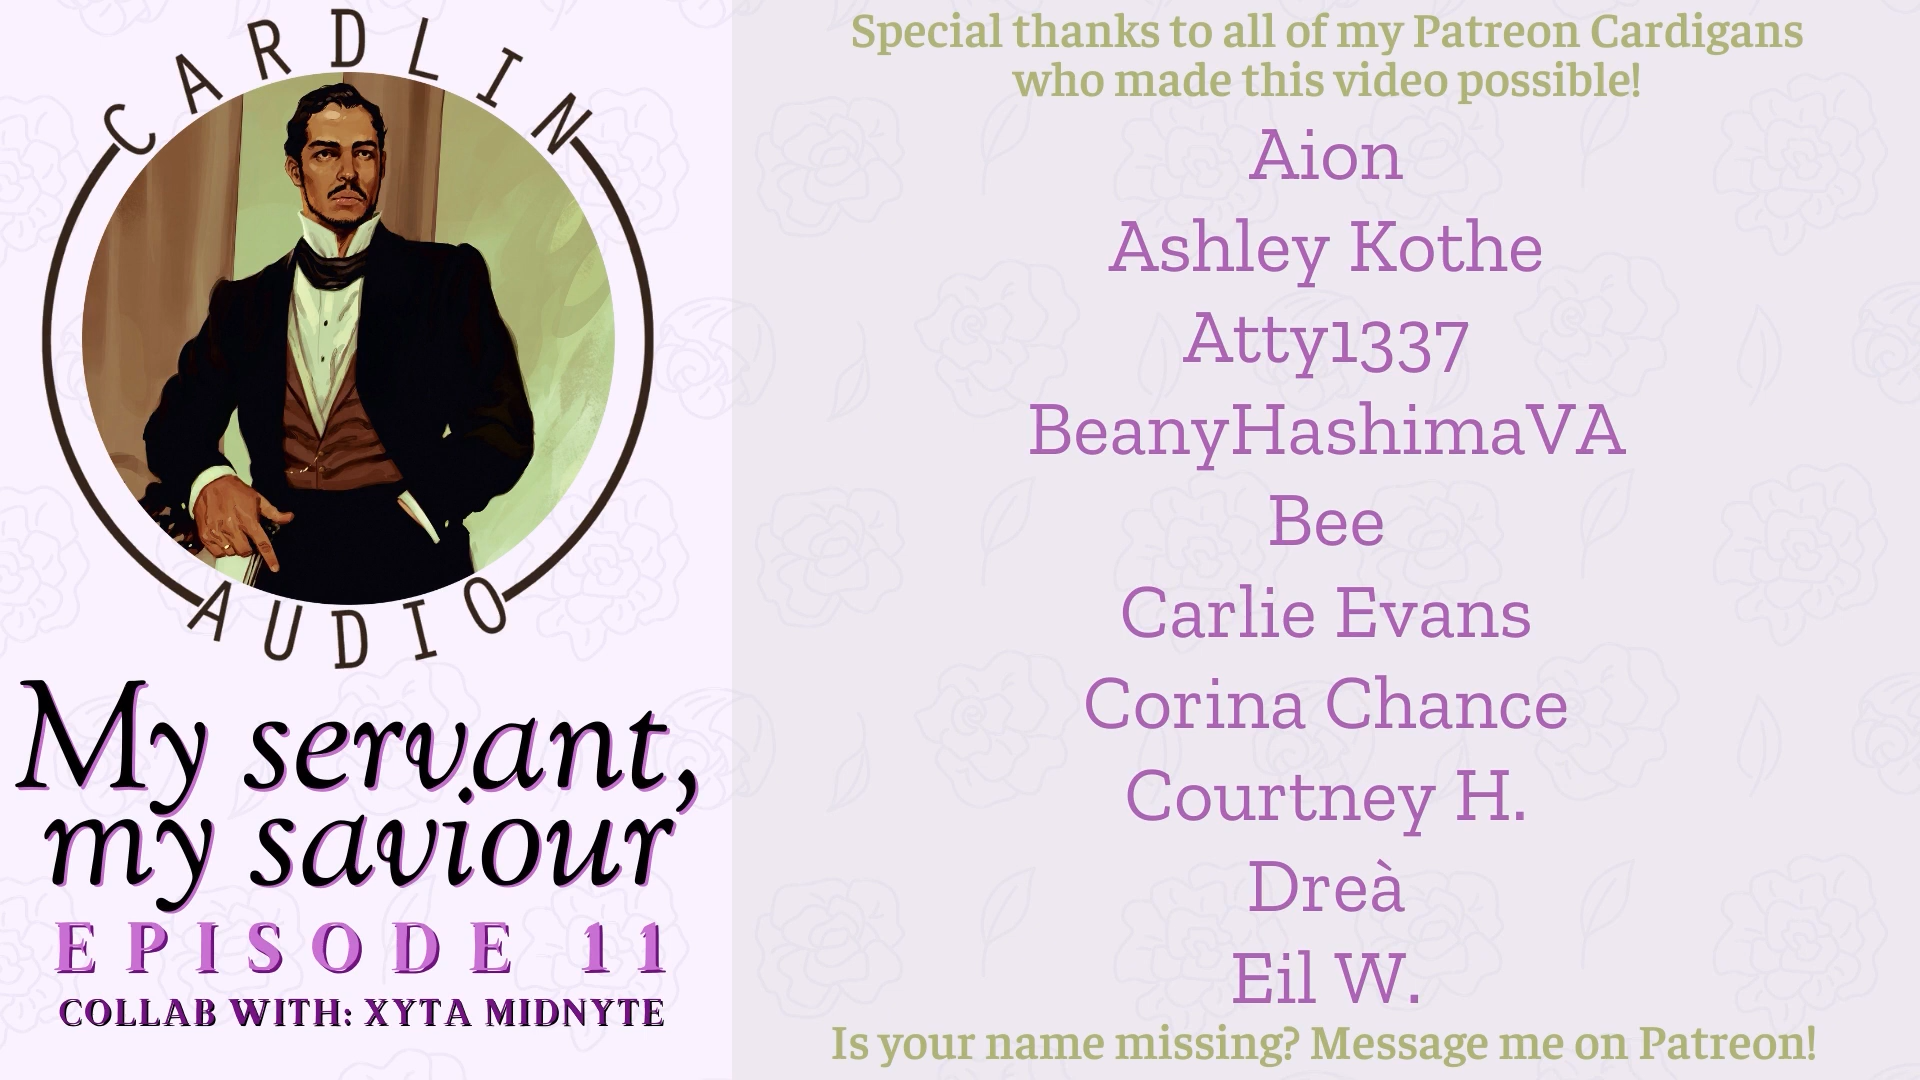 CARDLIN
AUDIO
My servant,
my saviour
EPISODE 11
COLLAB WITH: XYTA MIDNYTE
Special thanks to all of my Patreon Cardigans
who made this video possible!
Aion
Ashley Kothe
Atty1337
BeanyHashimaVA
Bee
Carlie Evans
Corina Chance
Courtney H.
Dreà
Eil W.
Is your name missing? Message me on Patreon!